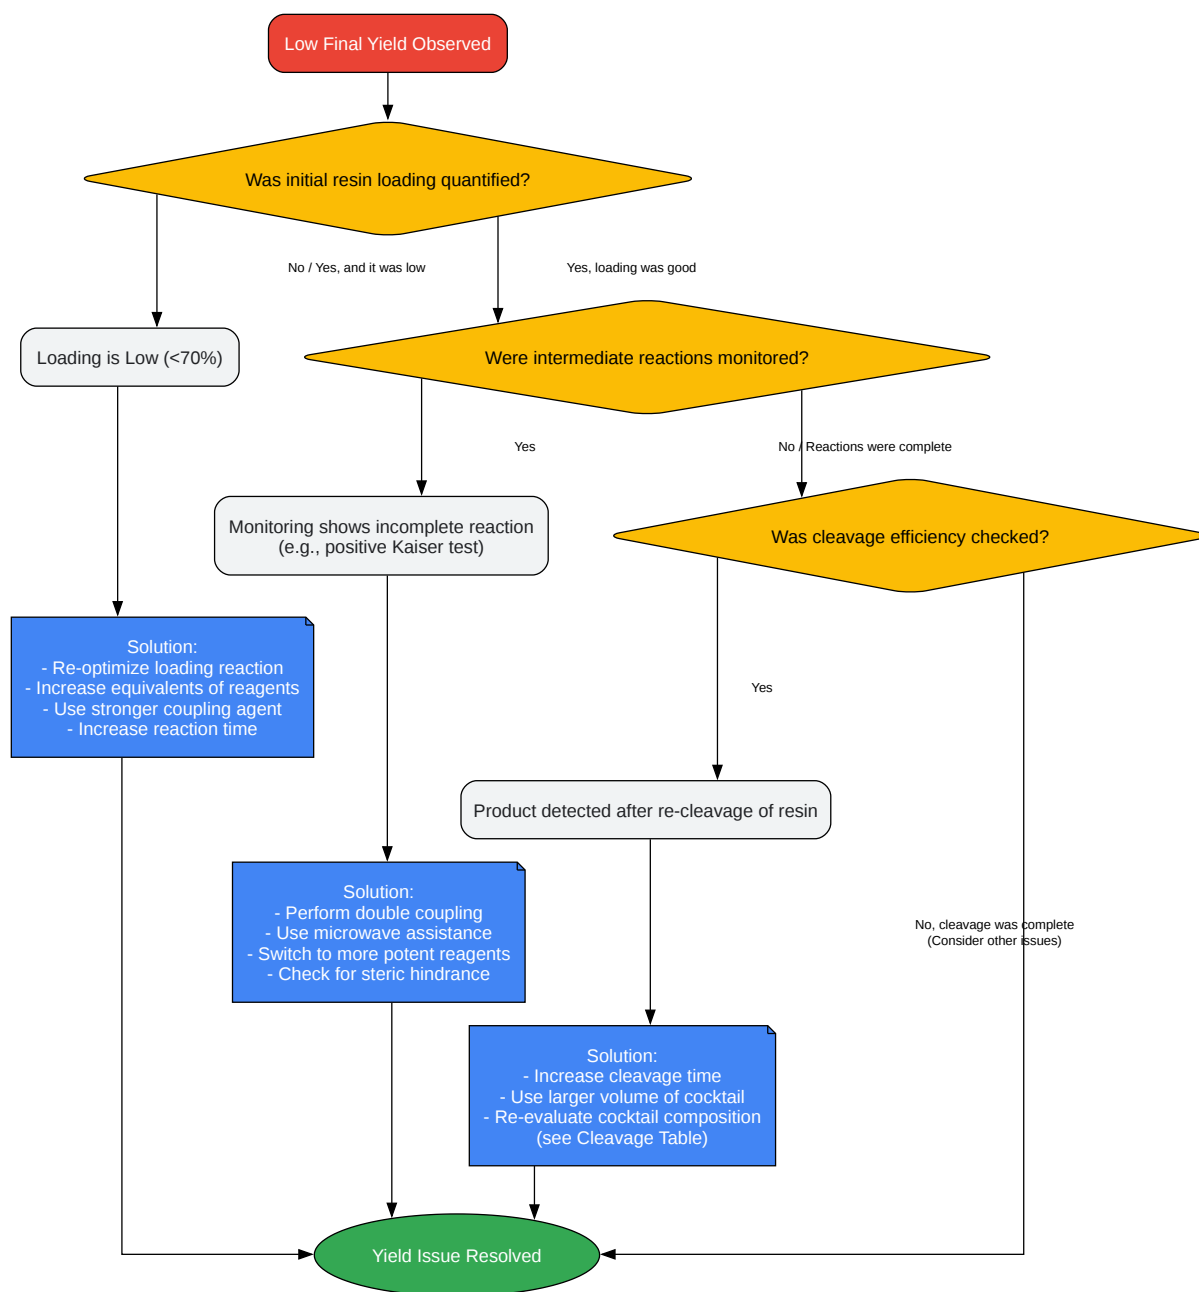 Low Final Yield Observed
Was initial resin loading quantified?
No / Yes, and it was low
Yes, loading was good
Loading is Low (<70%)
Were intermediate reactions monitored?
Yes
No / Reactions were complete
Monitoring shows incomplete reaction
(e.g., positive Kaiser test)
Was cleavage efficiency checked?
Solution:
- Re-optimize loading reaction
- Increase equivalents of reagents
- Use stronger coupling agent
- Increase reaction time
Yes
Product detected after re-cleavage of resin
Solution:
- Perform double coupling
- Use microwave assistance
- Switch to more potent reagents
- Check for steric hindrance
No, cleavage was complete
(Consider other issues)
Solution:
- Increase cleavage time
- Use larger volume of cocktail
- Re-evaluate cocktail composition
(see Cleavage Table)
Yield Issue Resolved